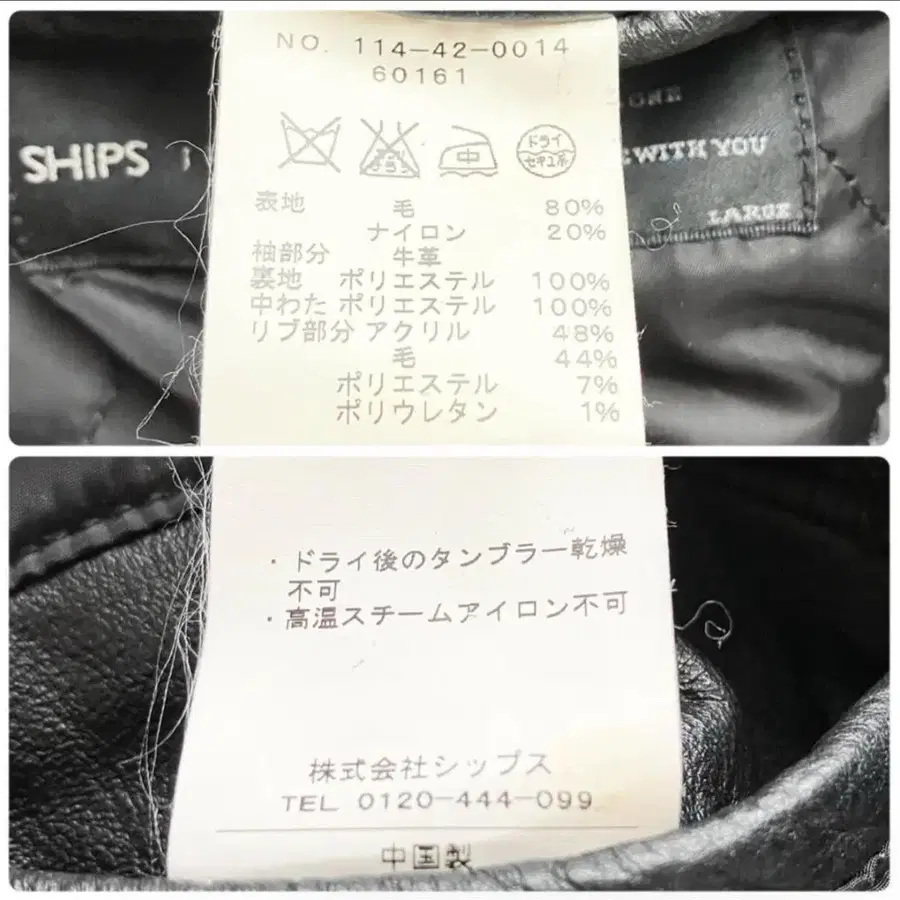 NO. 114-42-0014
60161
SHIPS
ONE
WITH YOU
LARGE
中
ドライ
セキユ系
表地 毛 80%
ナイロン 20%
袖部分 牛革
裏地 ポリエステル 100%
中わた ポリエステル 100%
リブ部分 アクリル 48%
毛 44%
ポリエステル 7%
ポリウレタン 1%
・ドライ後のタンブラー乾燥
不可
・高温スチームアイロン不可
株式会社シップス
TEL 0120-444-099
中国製